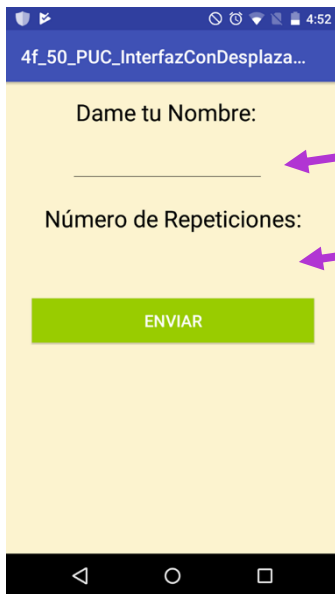 4:52
4f_50_PUC_InterfazConDesplaza...
Dame tu Nombre:
Número de Repeticiones:
ENVIAR